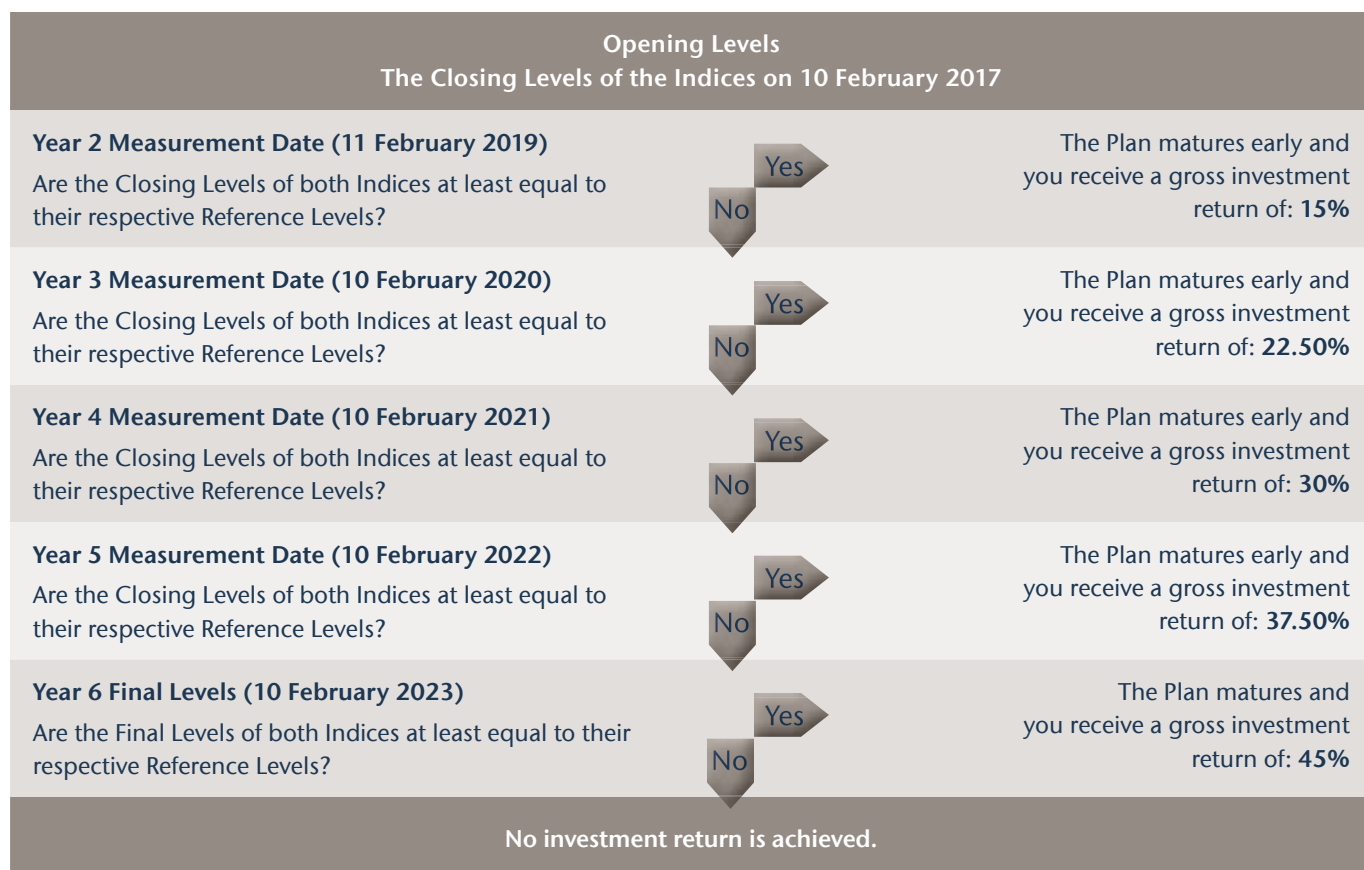 Opening Levels
The Closing Levels of the Indices on 10 February 2017
Year 2 Measurement Date (11 February 2019)
Are the Closing Levels of both Indices at least equal to
their respective Reference Levels?
Yes
No
The Plan matures early and
you receive a gross investment
return of: 15%
Year 3 Measurement Date (10 February 2020)
Are the Closing Levels of both Indices at least equal to
their respective Reference Levels?
Yes
No
The Plan matures early and
you receive a gross investment
return of: 22.50%
Year 4 Measurement Date (10 February 2021)
Are the Closing Levels of both Indices at least equal to
their respective Reference Levels?
Yes
No
The Plan matures early and
you receive a gross investment
return of: 30%
Year 5 Measurement Date (10 February 2022)
Are the Closing Levels of both Indices at least equal to
their respective Reference Levels?
Yes
No
The Plan matures early and
you receive a gross investment
return of: 37.50%
Year 6 Final Levels (10 February 2023)
Are the Final Levels of both Indices at least equal to their
respective Reference Levels?
Yes
No
The Plan matures and
you receive a gross investment
return of: 45%
No investment return is achieved.